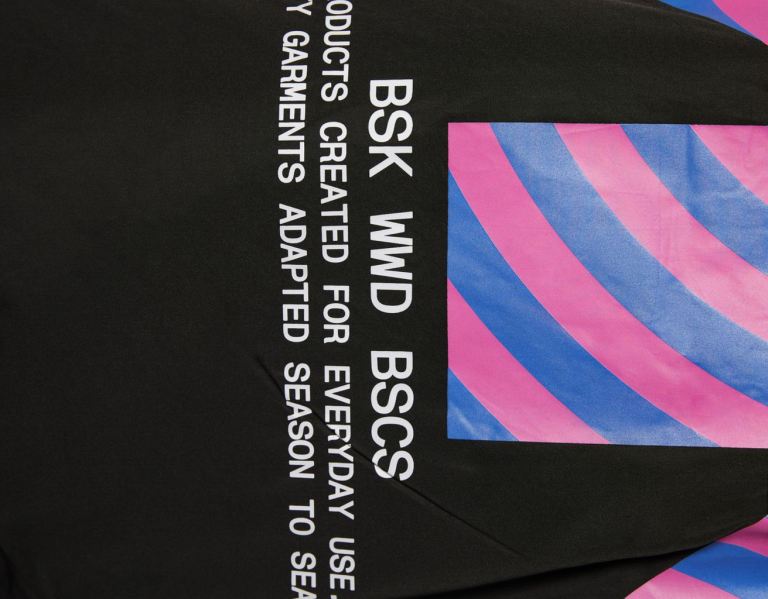 BSK WWD BSCS
ODUCTS CREATED FOR EVERYDAY USE.
Y GARMENTS ADAPTED SEASON TO SEA